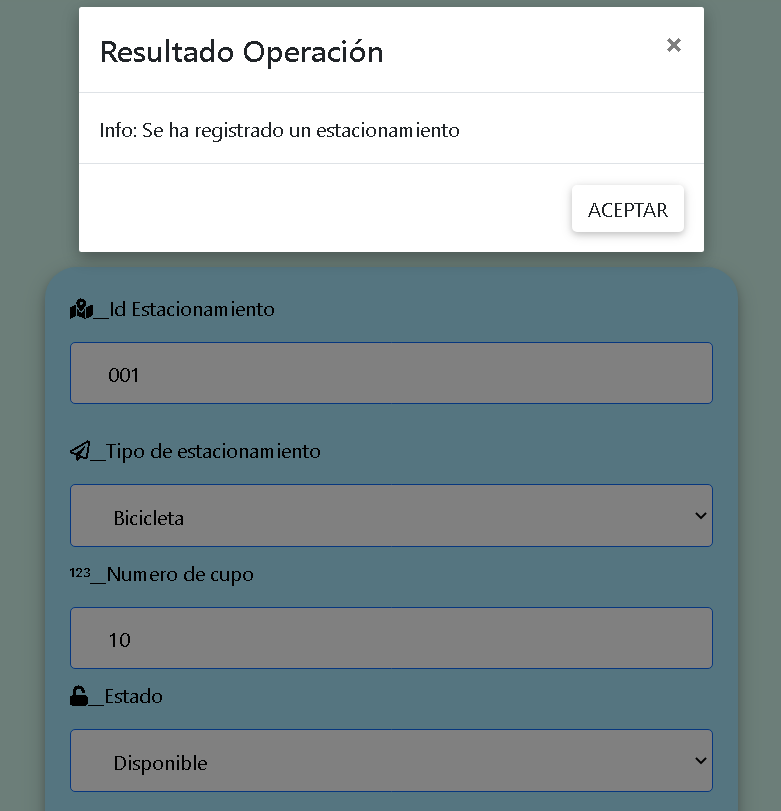 Resultado Operación
×
Info: Se ha registrado un estacionamiento
ACEPTAR
__Id Estacionamiento
001
__Tipo de estacionamiento
Bicicleta
123__Numero de cupo
10
__Estado
Disponible